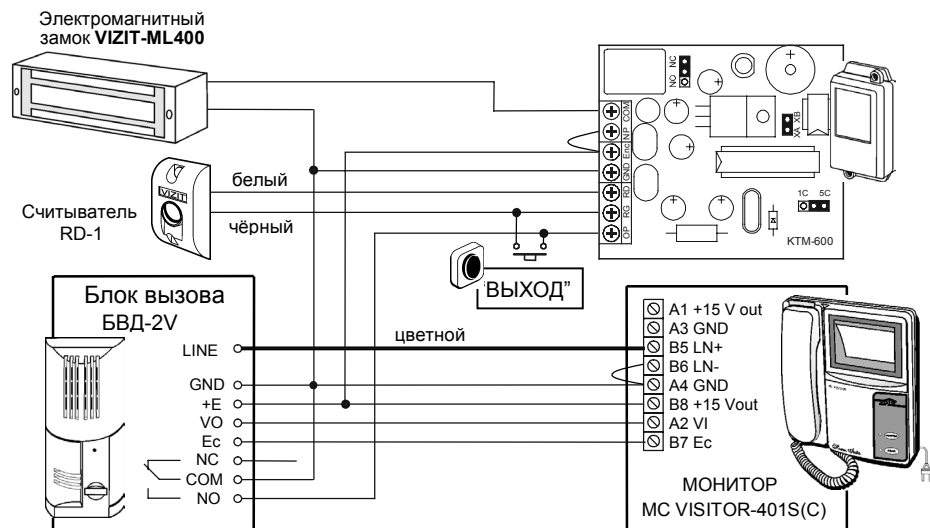 Электромагнитный
замок VIZIT-ML400
NO NC
COM
NP
Enc
GND
RD
RG
OP
XA XB
1C 5C
KTM-600
VIZIT
Считыватель
RD-1
белый
чёрный
"ВЫХОД"
Блок вызова
БВД-2V
LINE
GND
+E
VO
Ec
NC
COM
NO
цветной
A1 +15 V out
A3 GND
B5 LN+
B6 LN-
A4 GND
B8 +15 Vout
A2 VI
B7 Ec
МОНИТОР
MC VISITOR-401S(C)